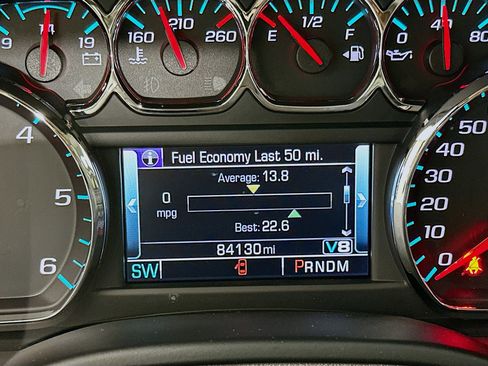 9 14 19
160 210 260
E 1/2 F
0 40 80
4
5
6
Fuel Economy Last 50 mi.
Average: 13.8
0
mpg
Best: 22.6
84130 mi V8
SW PRNDM
50
40
30
20
10
0